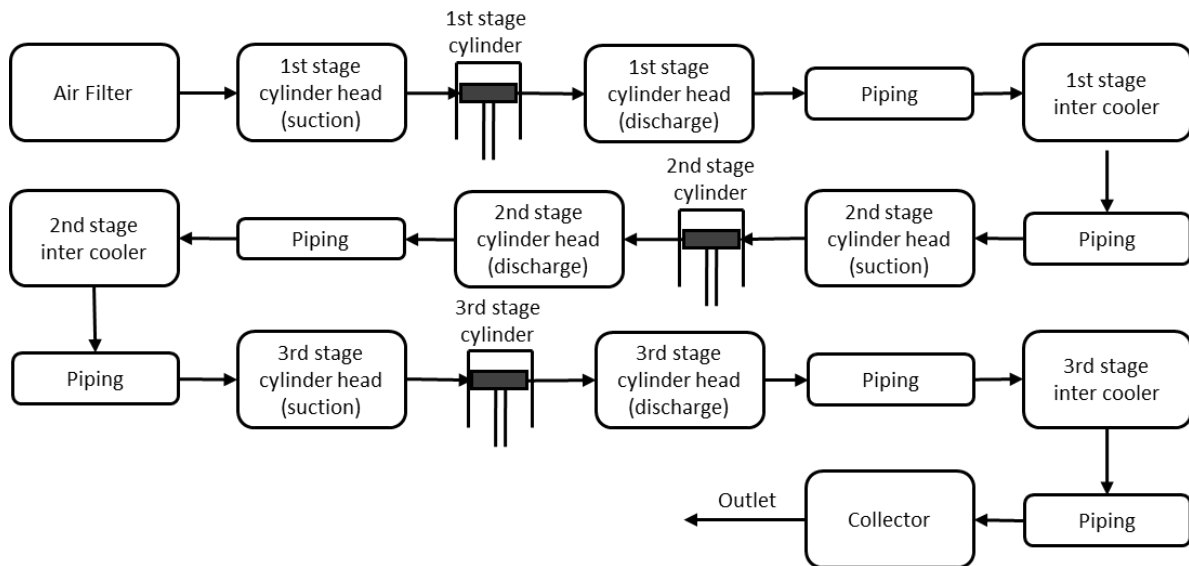 Air Filter
1st stage
cylinder head
(suction)
1st stage
cylinder
1st stage
cylinder head
(discharge)
Piping
1st stage
inter cooler
Piping
2nd stage
cylinder head
(suction)
2nd stage
cylinder
2nd stage
cylinder head
(discharge)
Piping
2nd stage
inter cooler
Piping
3rd stage
cylinder head
(suction)
3rd stage
cylinder
3rd stage
cylinder head
(discharge)
Piping
3rd stage
inter cooler
Piping
Collector
Outlet